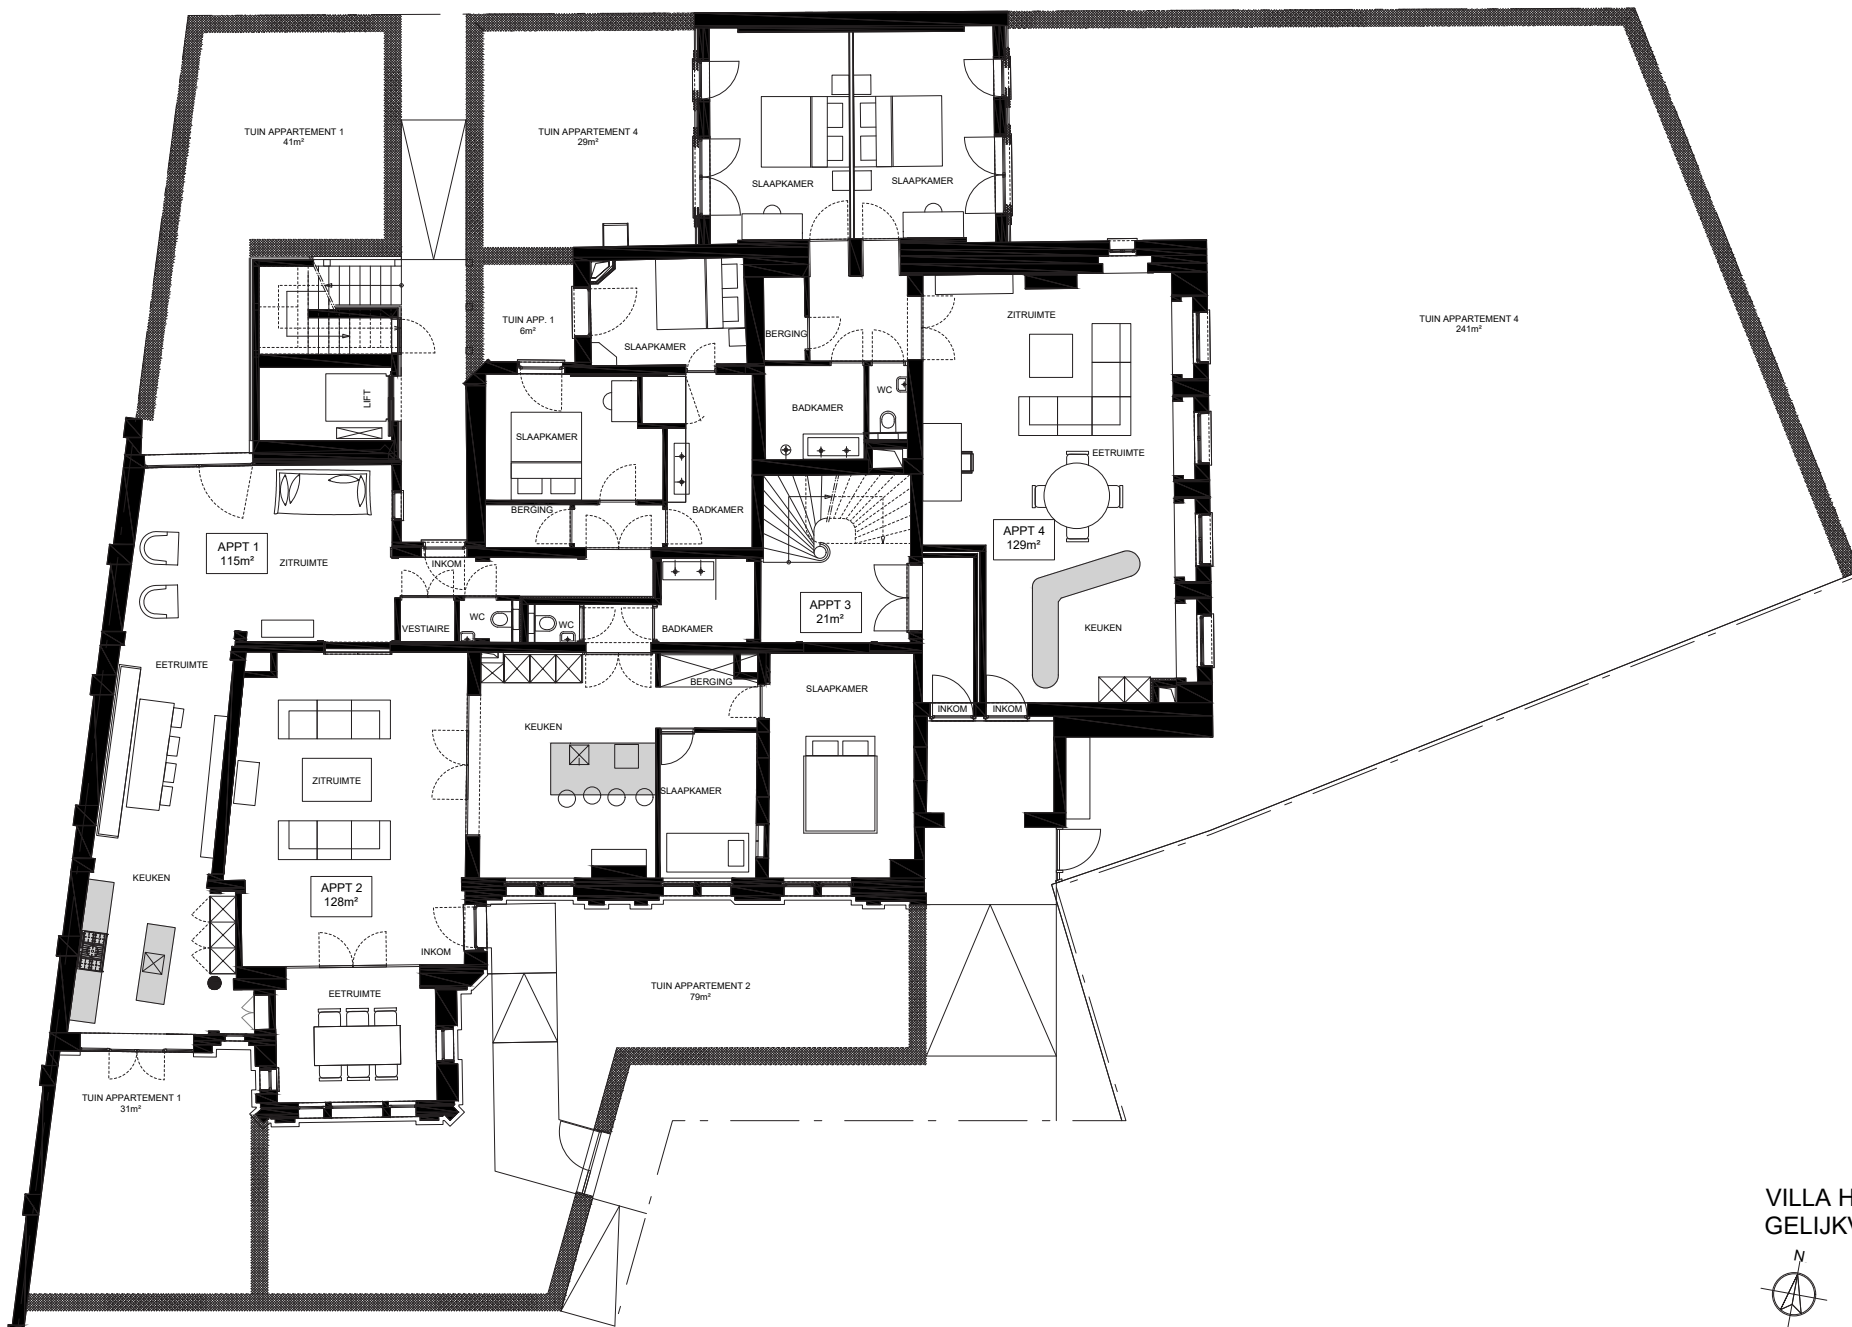 TUIN APPARTEMENT 1
41m²
TUIN APPARTEMENT 4
29m²
SLAAPKAMER
SLAAPKAMER
TUIN APP. 1
6m²
SLAAPKAMER
BERGING
ZITRUIMTE
TUIN APPARTEMENT 4
241m²
LIFT
SLAAPKAMER
BADKAMER
WC
EETRUIMTE
BERGING
BADKAMER
APPT 1
115m²
ZITRUIMTE
INKOM
APPT 4
129m²
VESTIAIRE
WC
WC
BADKAMER
APPT 3
21m²
KEUKEN
EETRUIMTE
BERGING
SLAAPKAMER
INKOM
INKOM
KEUKEN
ZITRUIMTE
SLAAPKAMER
KEUKEN
APPT 2
128m²
INKOM
EETRUIMTE
TUIN APPARTEMENT 2
79m²
TUIN APPARTEMENT 1
31m²
VILLA H
GELIJK
N